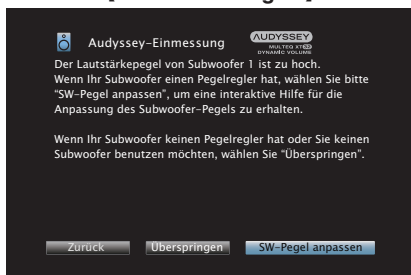 Audyssey-Einmessung
AUDYSSEY
MULTEQ XT32
DYNAMIC VOLUME
Der Lautstärkepegel von Subwoofer 1 ist zu hoch.
Wenn Ihr Subwoofer einen Pegelregler hat, wählen Sie bitte
“SW-Pegel anpassen”, um eine interaktive Hilfe für die
Anpassung des Subwoofer-Pegels zu erhalten.
Wenn Ihr Subwoofer keinen Pegelregler hat oder Sie keinen
Subwoofer benutzen möchten, wählen Sie “Überspringen”.
Zurück
Überspringen
SW-Pegel anpassen